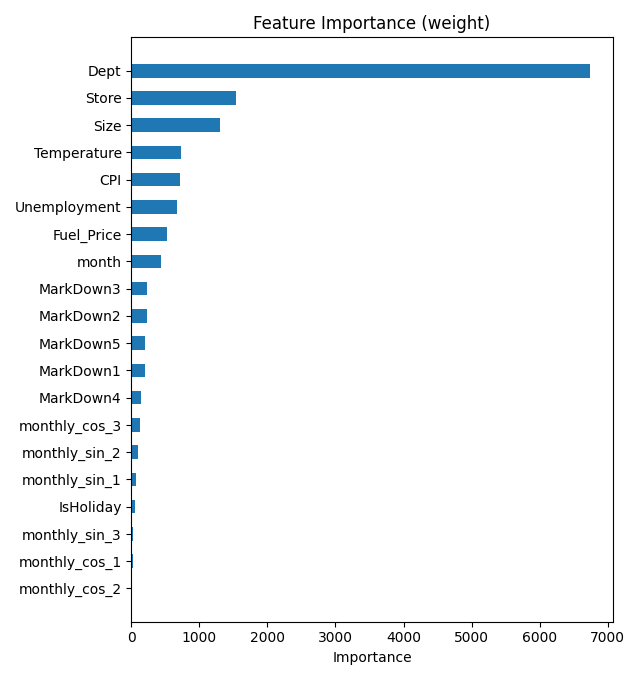 Feature Importance (weight)
Dept
Store
Size
Temperature
CPI
Unemployment
Fuel_Price
month
MarkDown3
MarkDown2
MarkDown5
MarkDown1
MarkDown4
monthly_cos_3
monthly_sin_2
monthly_sin_1
IsHoliday
monthly_sin_3
monthly_cos_1
monthly_cos_2
0 1000 2000 3000 4000 5000 6000 7000
Importance